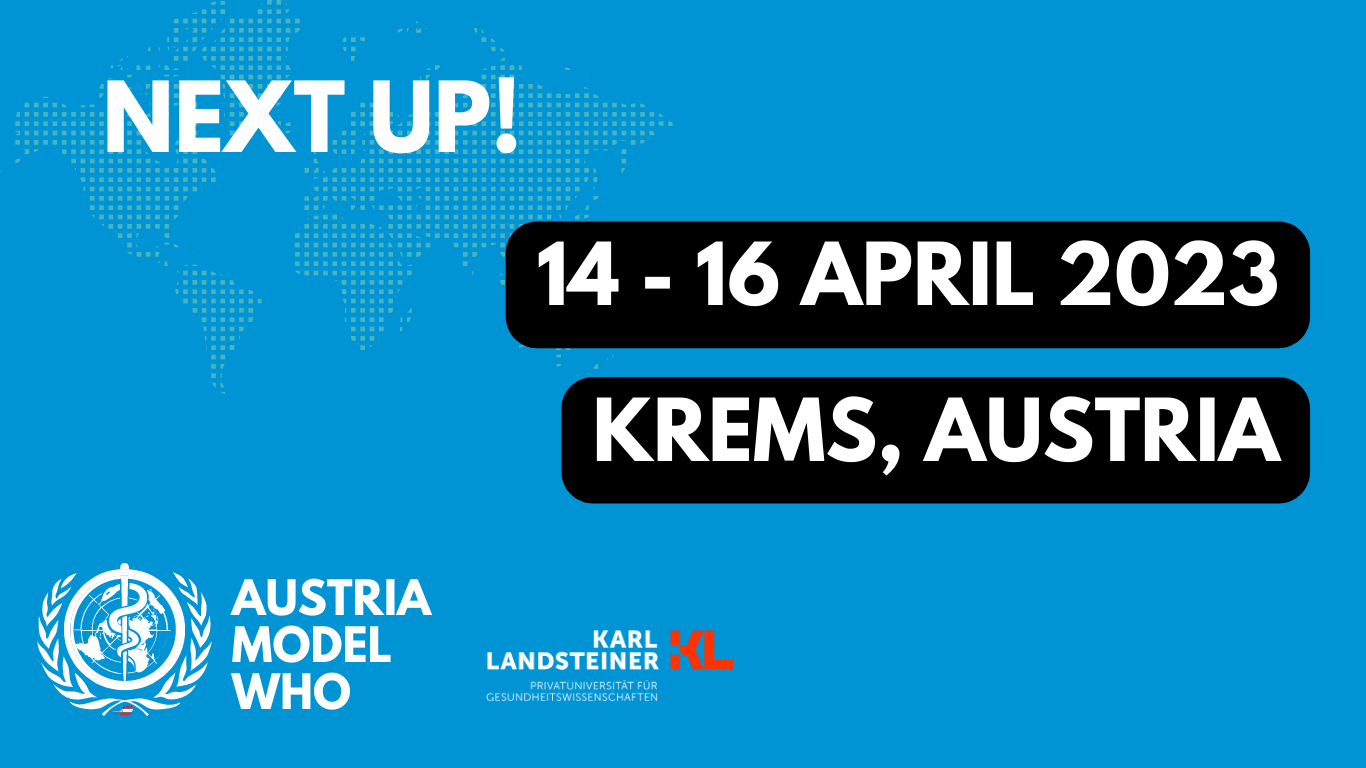 NEXT UP!
14 - 16 APRIL 2023
KREMS, AUSTRIA
AUSTRIA
MODEL
WHO
KARL
LANDSTEINER
KL
PRIVATUNIVERSITÄT FÜR
GESUNDHEITSWISSENSCHAFTEN